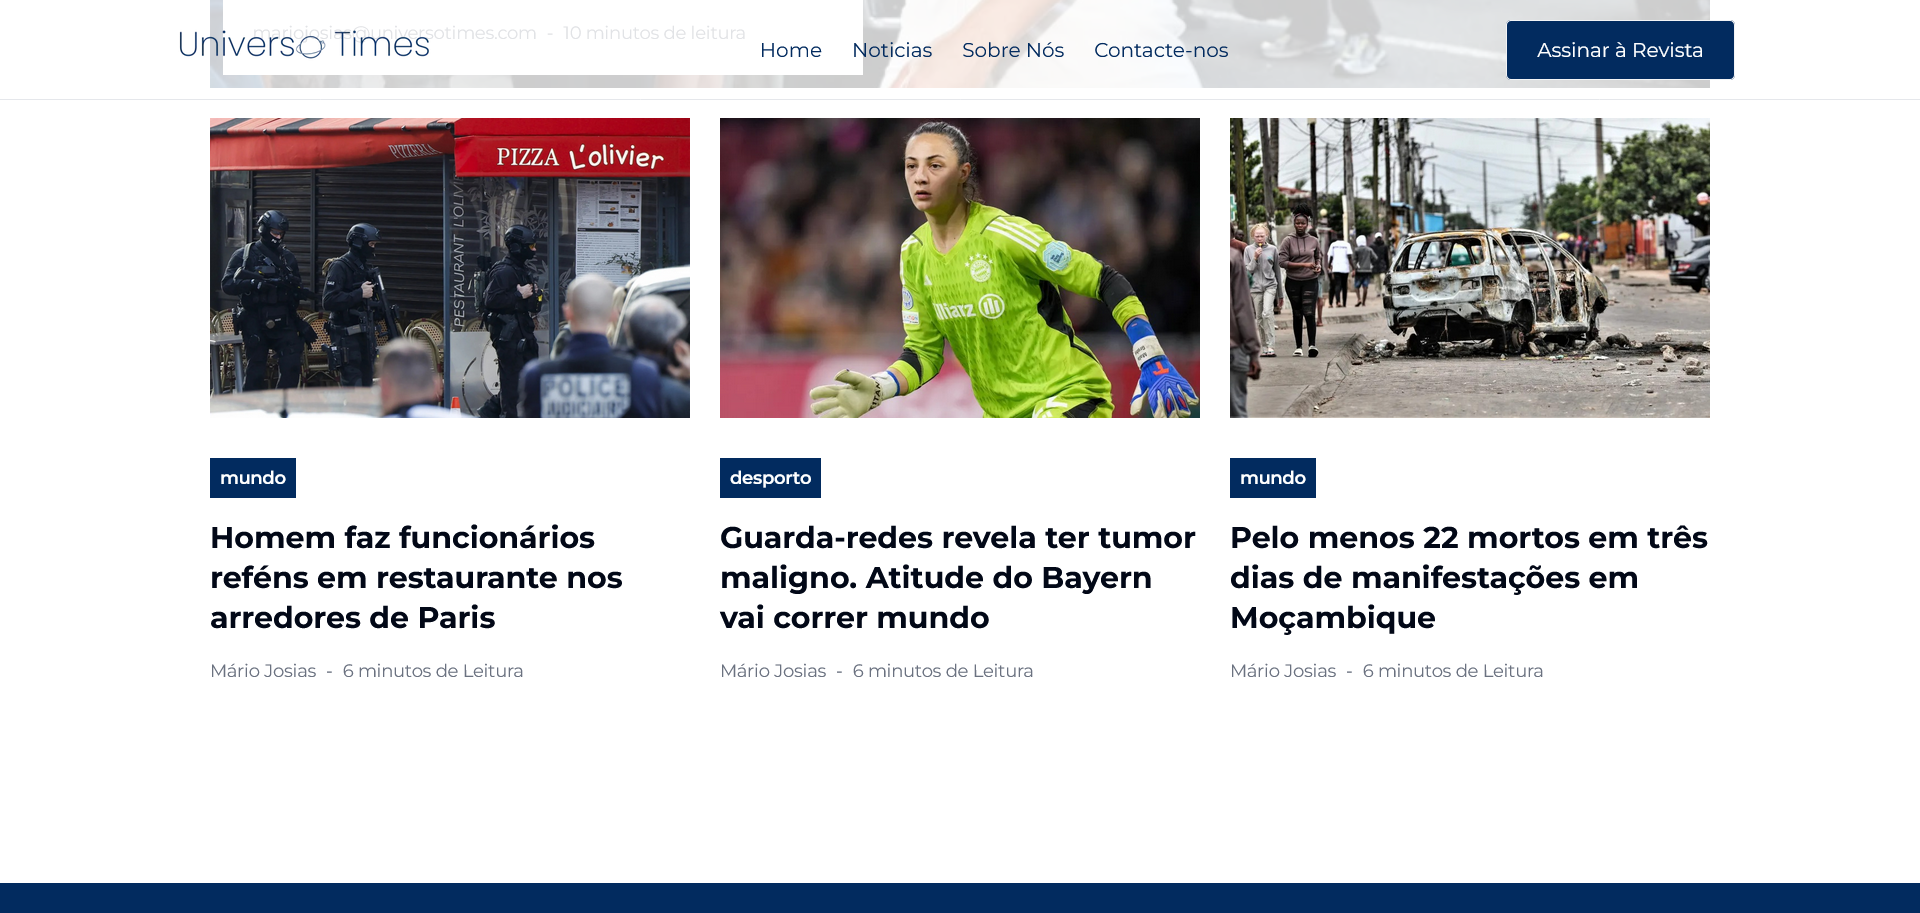 mariojosias@universotimes.com - 10 minutos de leitura
Universo Times
Home
Noticias
Sobre Nós
Contacte-nos
Assinar à Revista
PIZZERIA
PIZZA L'olivier
RESTAURANT L'OLIVI
POLICE
JUDICIAIRE
Allianz
mundo
Homem faz funcionários
reféns em restaurante nos
arredores de Paris
Mário Josias - 6 minutos de Leitura
desporto
Guarda-redes revela ter tumor
maligno. Atitude do Bayern
vai correr mundo
Mário Josias - 6 minutos de Leitura
mundo
Pelo menos 22 mortos em três
dias de manifestações em
Moçambique
Mário Josias - 6 minutos de Leitura